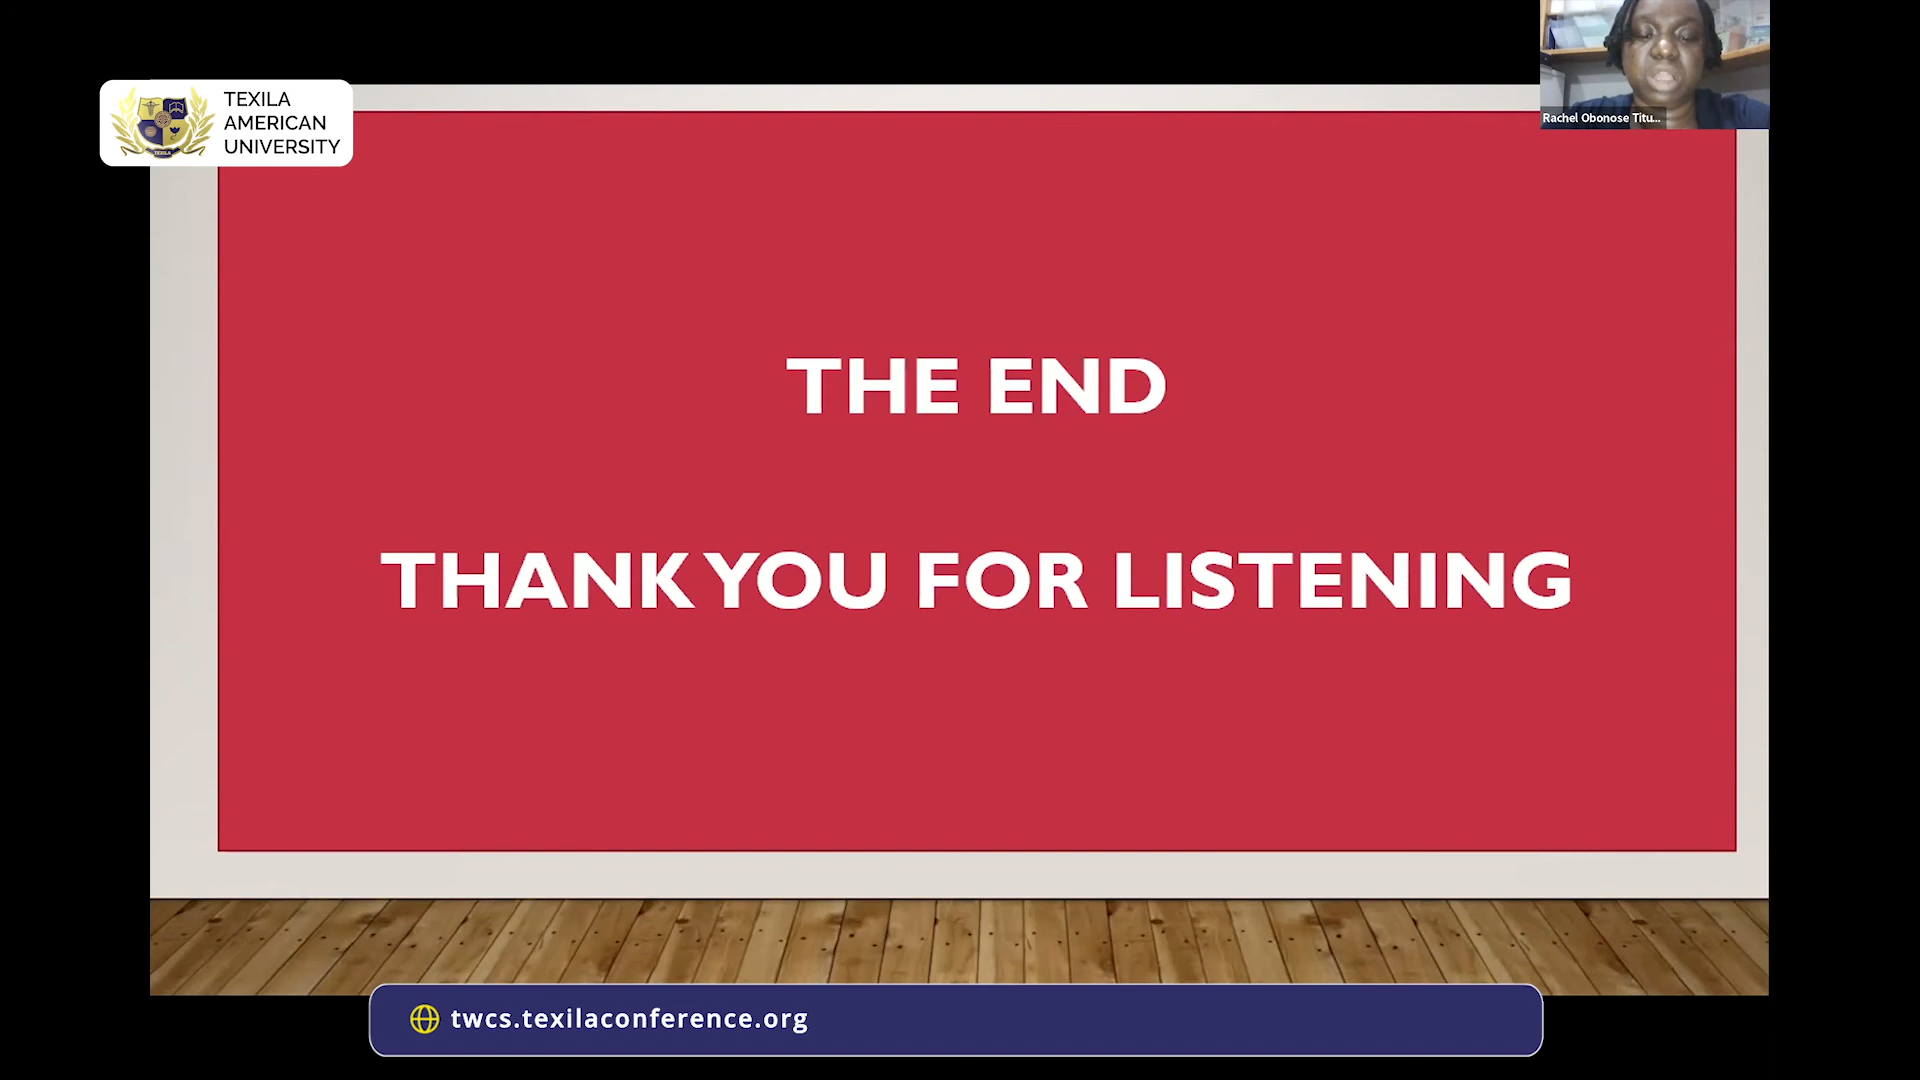 TEXILA
AMERICAN
UNIVERSITY
Rachel Obonose Titu...
THE END
THANK YOU FOR LISTENING
twcs.texilaconference.org